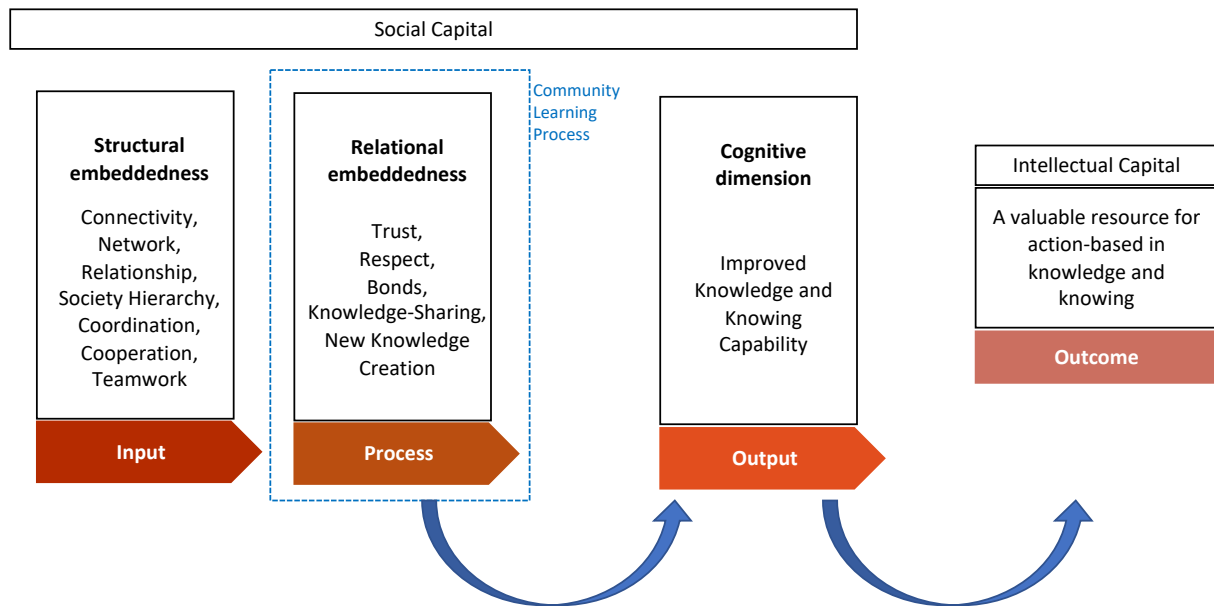 Social Capital
Structural
embeddedness
Connectivity,
Network,
Relationship,
Society Hierarchy,
Coordination,
Cooperation,
Teamwork
Input
Relational
embeddedness
Trust,
Respect,
Bonds,
Knowledge-Sharing,
New Knowledge
Creation
Process
Community
Learning
Process
Cognitive
dimension
Improved
Knowledge and
Knowing
Capability
Output
Intellectual Capital
A valuable resource for
action-based in
knowledge and
knowing
Outcome